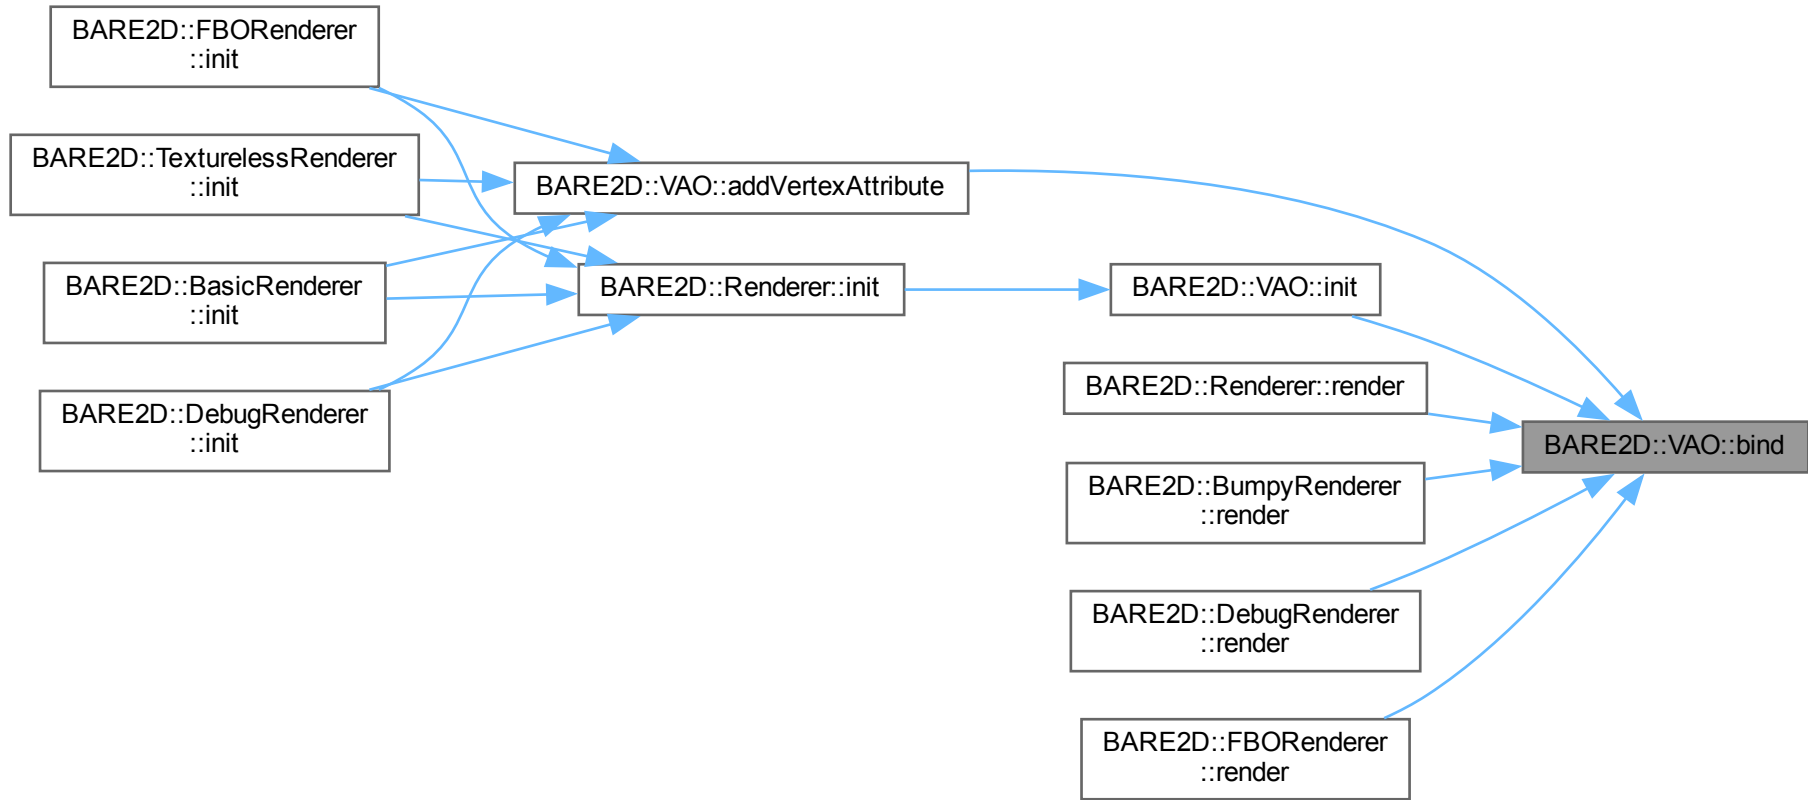 BARE2D::FBORenderer
::init
BARE2D::TexturelessRenderer
::init
BARE2D::VAO::addVertexAttribute
BARE2D::BasicRenderer
::init
BARE2D::Renderer::init
BARE2D::VAO::init
BARE2D::DebugRenderer
::init
BARE2D::Renderer::render
BARE2D::VAO::bind
BARE2D::BumpyRenderer
::render
BARE2D::DebugRenderer
::render
BARE2D::FBORenderer
::render